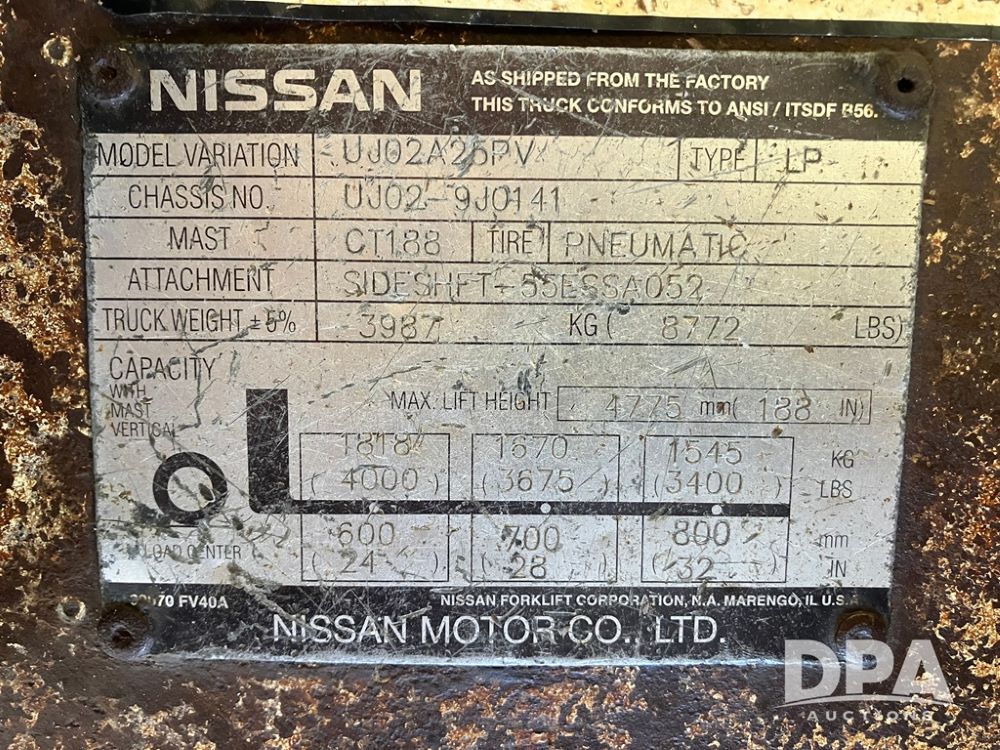 NISSAN
AS SHIPPED FROM THE FACTORY
THIS TRUCK CONFORMS TO ANSI / ITSDF B56.
MODEL VARIATION UJ02A25PV TYPE LP
CHASSIS NO. UJ02-9J0141
MAST CT188 TIRE PNEUMATIC
ATTACHMENT SIDESHFT-55ESSA052
TRUCK WEIGHT ±5% 3987 KG ( 8772 LBS)
CAPACITY
WITH
MAST
VERTICAL
MAX. LIFT HEIGHT 4775 mm( 188 IN)
1818 1670 1545 KG
(4000) (3675) (3400) LBS
600 700 800 mm
(24) (28) (32) IN
LOAD CENTER
FV40A
NISSAN FORKLIFT CORPORATION, N.A. MARENGO, IL U.S.
NISSAN MOTOR CO., LTD.
DPA
AUCTIONS